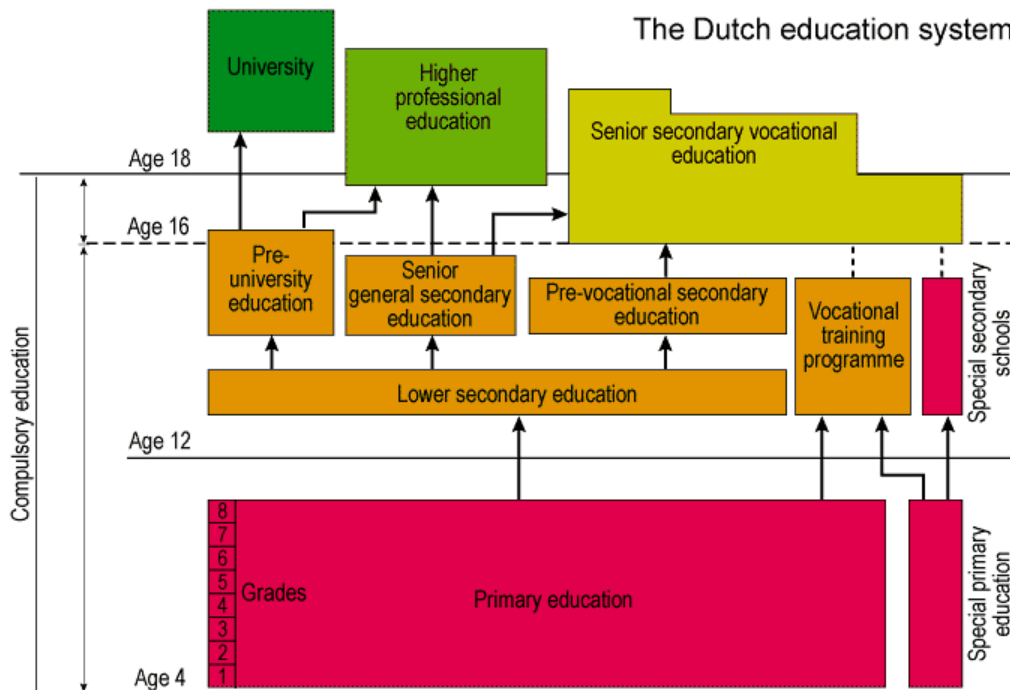 The Dutch education system
University
Higher
professional
education
Senior secondary vocational
education
Age 18
Age 16
Pre-
university
education
Senior
general secondary
education
Pre-vocational secondary
education
Vocational
training
programme
Special secondary
schools
Lower secondary education
Age 12
Compulsory education
8
7
6
5
4
3
2
1
Grades
Primary education
Special primary
education
Age 4